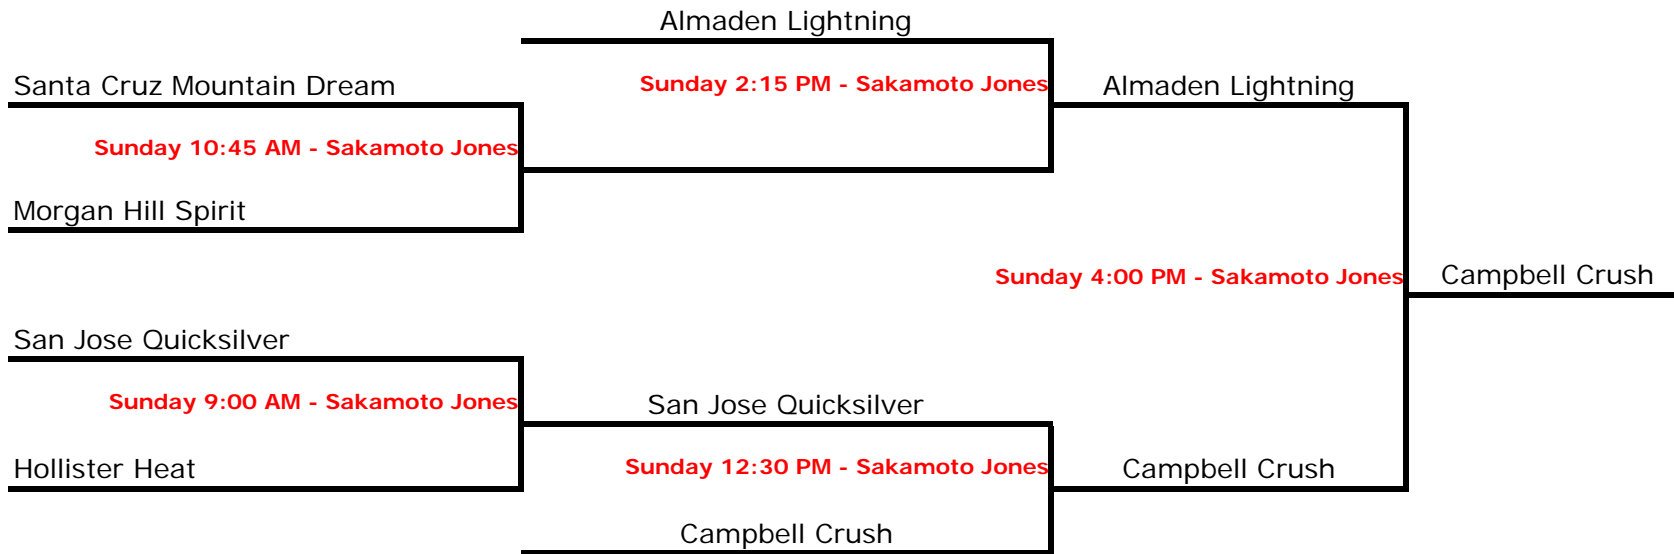 Almaden Lightning
Santa Cruz Mountain Dream
Sunday 2:15 PM - Sakamoto Jones
Almaden Lightning
Sunday 10:45 AM - Sakamoto Jones
Morgan Hill Spirit
Sunday 4:00 PM - Sakamoto Jones
Campbell Crush
San Jose Quicksilver
Sunday 9:00 AM - Sakamoto Jones
San Jose Quicksilver
Hollister Heat
Sunday 12:30 PM - Sakamoto Jones
Campbell Crush
Campbell Crush